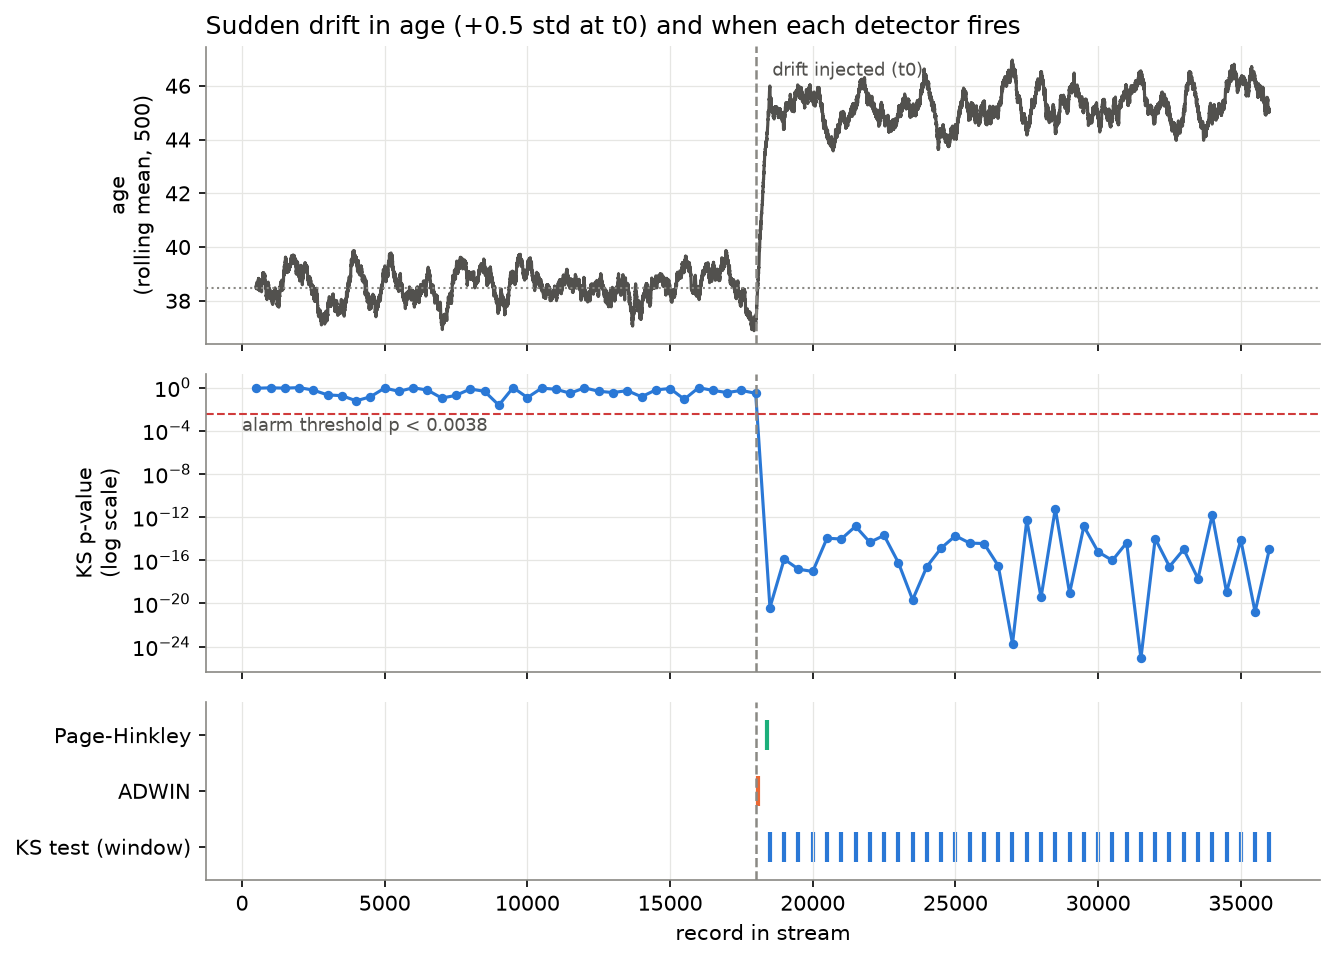 Sudden drift in age (+0.5 std at t0) and when each detector fires
drift injected (t0)
age
(rolling mean, 500)
46
44
42
40
38
KS p-value
(log scale)
10⁰
10⁻⁴
10⁻⁸
10⁻¹²
10⁻¹⁶
10⁻²⁰
10⁻²⁴
alarm threshold p < 0.0038
Page-Hinkley
ADWIN
KS test (window)
0 5000 10000 15000 20000 25000 30000 35000
record in stream